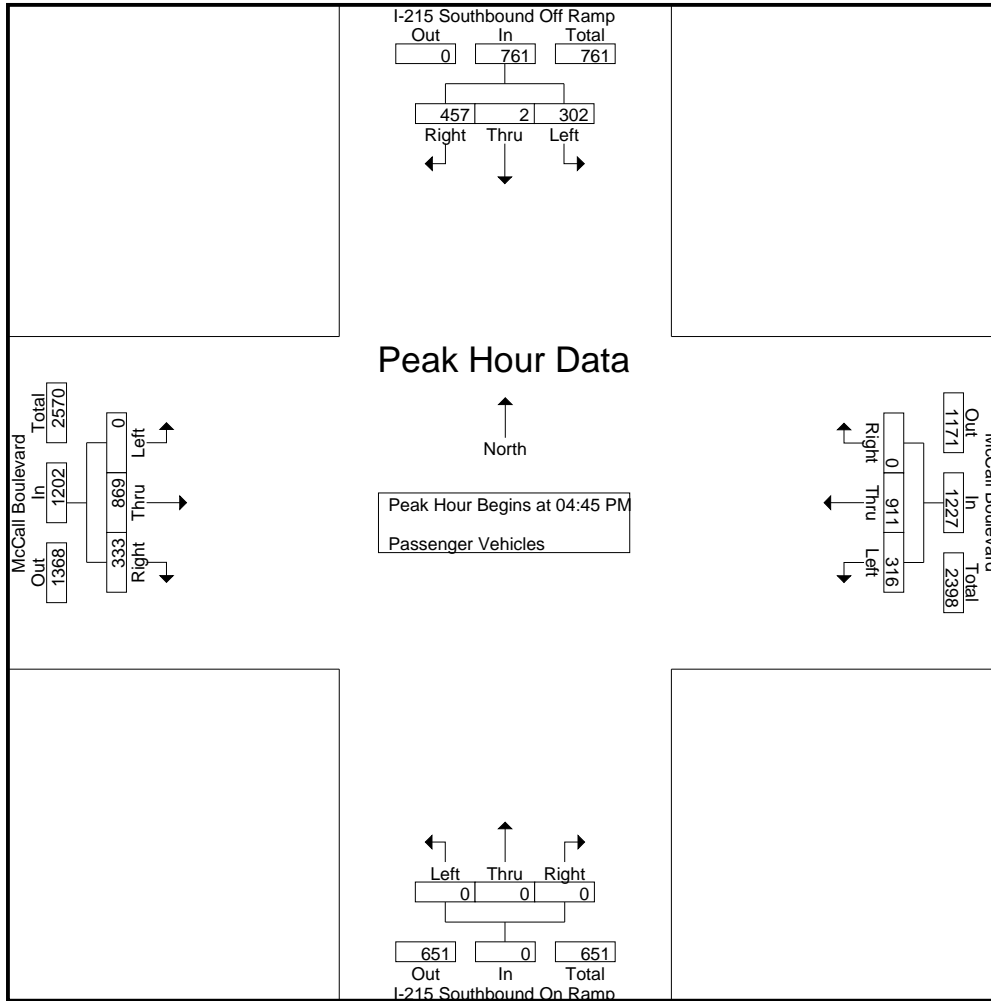 I-215 Southbound Off Ramp
Out In Total
0 761 761
457 2 302
Right Thru Left
Peak Hour Data
North
Peak Hour Begins at 04:45 PM
Passenger Vehicles
McCall Boulevard
Out In Total
1368 1202 2570
0 869 333
Left Thru Right
McCall Boulevard
Out In Total
1171 1227 2398
0 911 316
Right Thru Left
Left Thru Right
0 0 0
651 0 651
Out In Total
I-215 Southbound On Ramp